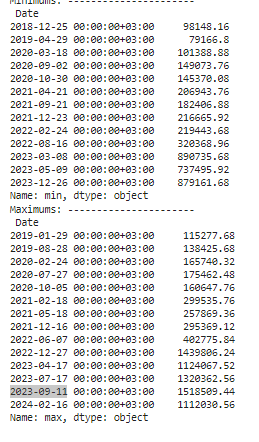 Minimums: -----------------------
Date
2018-12-25 00:00:00+03:00 98148.16
2019-04-29 00:00:00+03:00 79166.8
2020-03-18 00:00:00+03:00 101388.88
2020-09-02 00:00:00+03:00 149073.76
2020-10-30 00:00:00+03:00 145370.08
2021-04-21 00:00:00+03:00 206943.76
2021-09-21 00:00:00+03:00 182406.88
2021-12-23 00:00:00+03:00 216665.92
2022-02-24 00:00:00+03:00 219443.68
2022-08-16 00:00:00+03:00 320368.96
2023-03-08 00:00:00+03:00 890735.68
2023-05-09 00:00:00+03:00 737495.92
2023-12-26 00:00:00+03:00 879161.68
Name: min, dtype: object
Maximums: -----------------------
Date
2019-01-29 00:00:00+03:00 115277.68
2019-08-28 00:00:00+03:00 138425.68
2020-02-24 00:00:00+03:00 165740.32
2020-07-27 00:00:00+03:00 175462.48
2020-10-05 00:00:00+03:00 160647.76
2021-02-18 00:00:00+03:00 299535.76
2021-05-18 00:00:00+03:00 257869.36
2021-12-16 00:00:00+03:00 295369.12
2022-06-07 00:00:00+03:00 402775.84
2022-12-27 00:00:00+03:00 1439806.24
2023-04-17 00:00:00+03:00 1124067.52
2023-07-17 00:00:00+03:00 1320362.56
2023-09-11 00:00:00+03:00 1518509.44
2024-02-16 00:00:00+03:00 1112030.56
Name: max, dtype: object